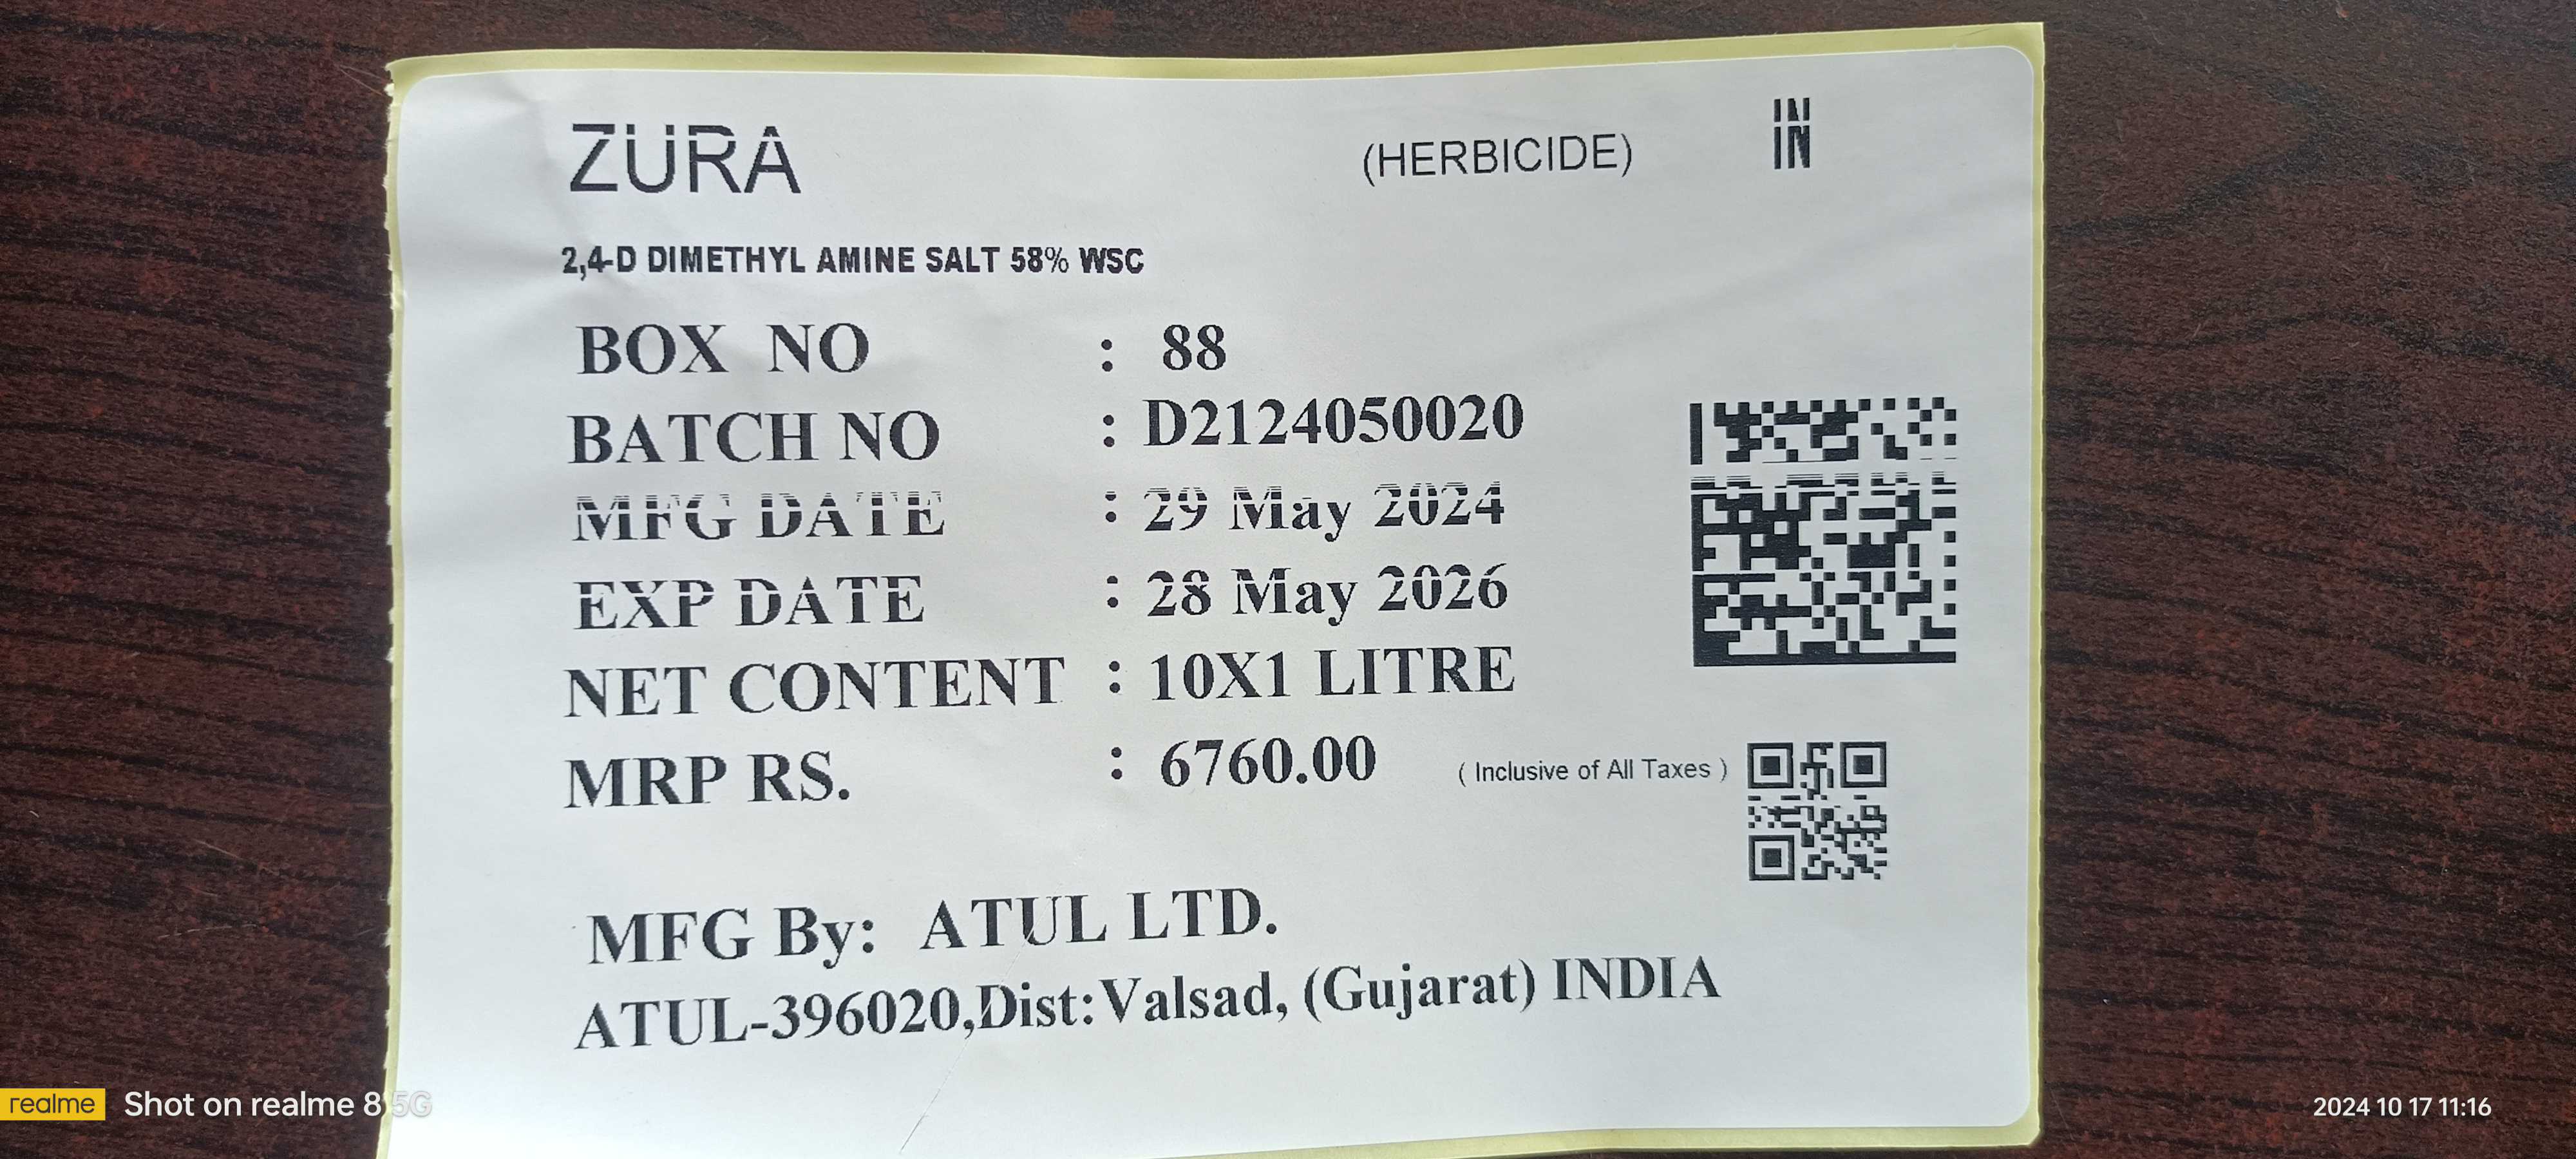 ZURA (HERBICIDE) IN
2,4-D DIMETHYL AMINE SALT 58% WSC
BOX NO : 88
BATCH NO : D2124050020
MFG DATE : 29 May 2024
EXP DATE : 28 May 2026
NET CONTENT : 10X1 LITRE
MRP RS. : 6760.00 ( Inclusive of All Taxes )
MFG By: ATUL LTD.
ATUL-396020,Dist:Valsad, (Gujarat) INDIA
realme Shot on realme 8 5G
2024 10 17 11:16